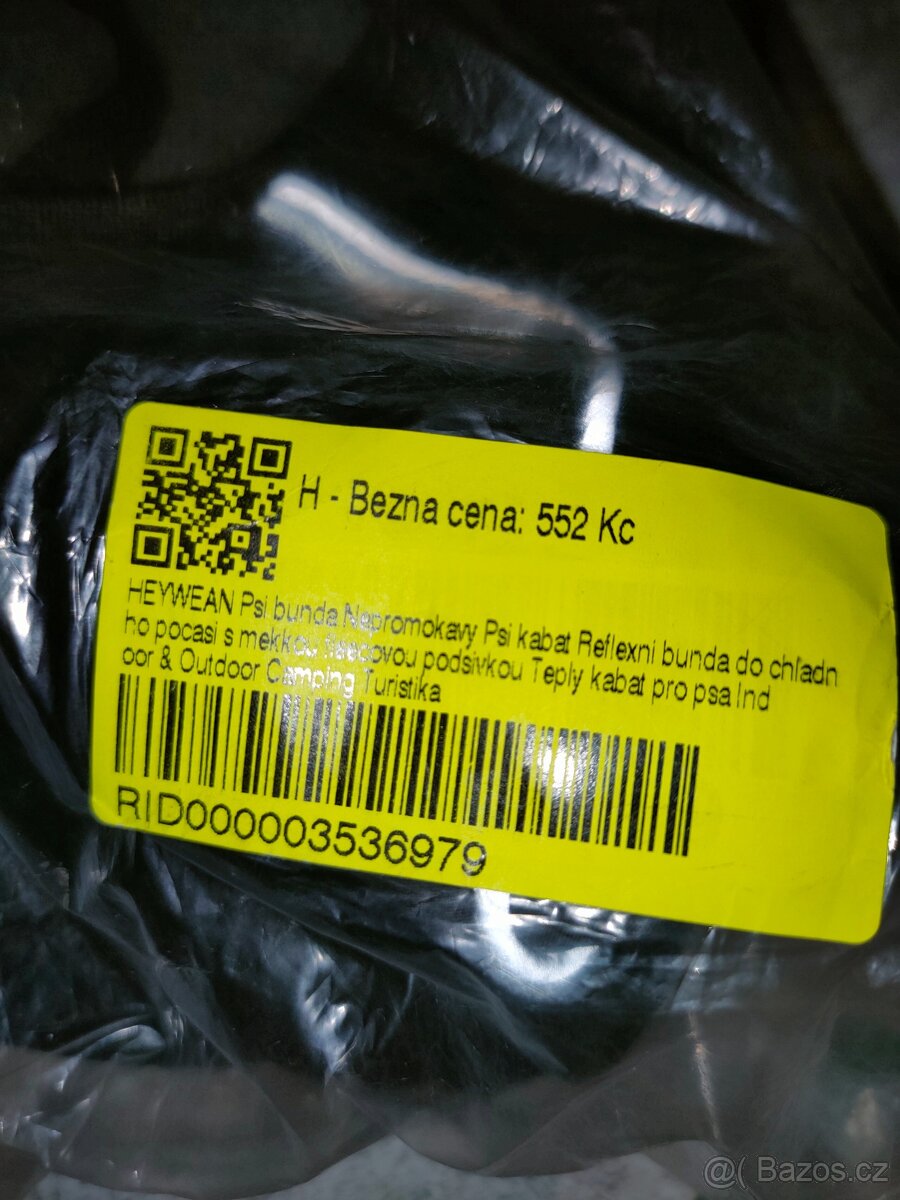 H - Bezna cena: 552 Kc
HEYWEAN Psi bunda Nepromokavy Psi kabat Reflexni bunda do chladn
ho pocasi s mekkou fleecovou podsivkou Teply kabat pro psa Ind
oor & Outdoor Camping Turistika
RID000003536979
@( Bazos.cz